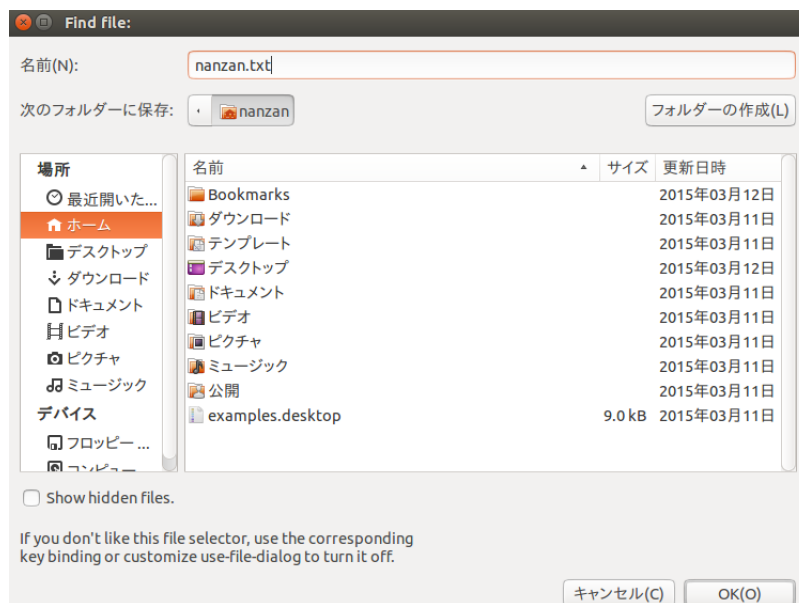 Find file:
名前(N):
nanzan.txt
次のフォルダーに保存:
nanzan
フォルダーの作成(L)
場所
最近開いた...
ホーム
デスクトップ
ダウンロード
ドキュメント
ビデオ
ピクチャ
ミュージック
デバイス
フロッピー ...
コンピュー
名前 サイズ 更新日時
Bookmarks 2015年03月12日
ダウンロード 2015年03月11日
テンプレート 2015年03月11日
デスクトップ 2015年03月12日
ドキュメント 2015年03月11日
ビデオ 2015年03月11日
ピクチャ 2015年03月11日
ミュージック 2015年03月11日
公開 2015年03月11日
examples.desktop 9.0 kB 2015年03月11日
Show hidden files.
If you don't like this file selector, use the corresponding
key binding or customize use-file-dialog to turn it off.
キャンセル(C)
OK(O)